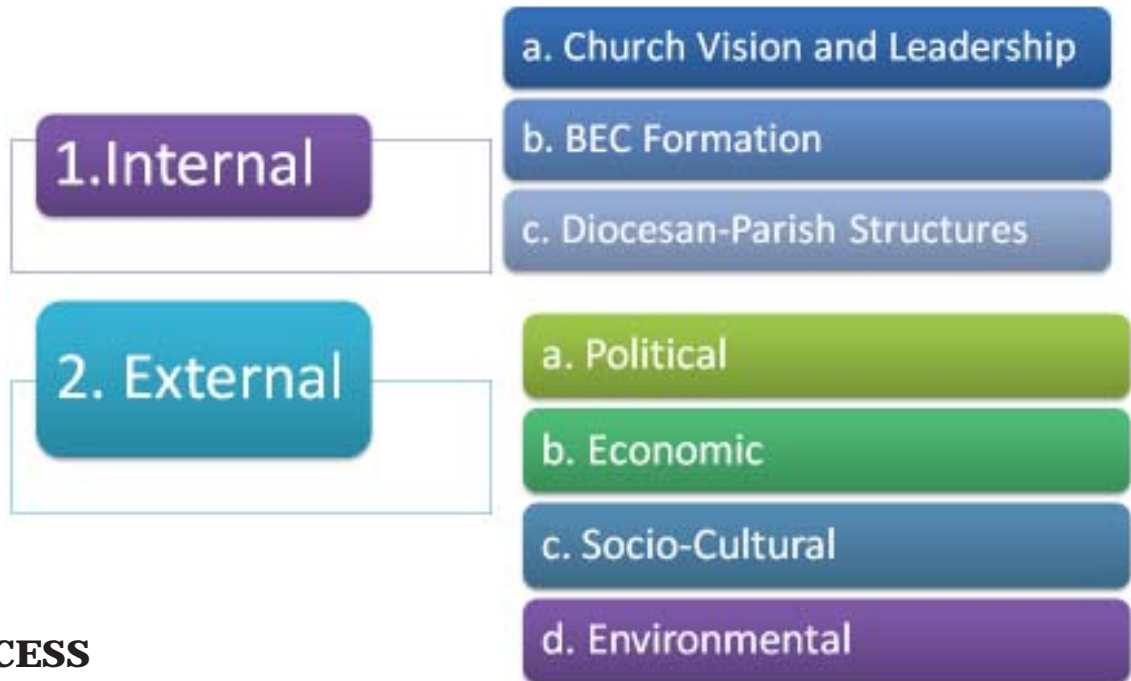 1.Internal
a. Church Vision and Leadership
b. BEC Formation
c. Diocesan-Parish Structures
2. External
a. Political
b. Economic
c. Socio-Cultural
d. Environmental
CESS